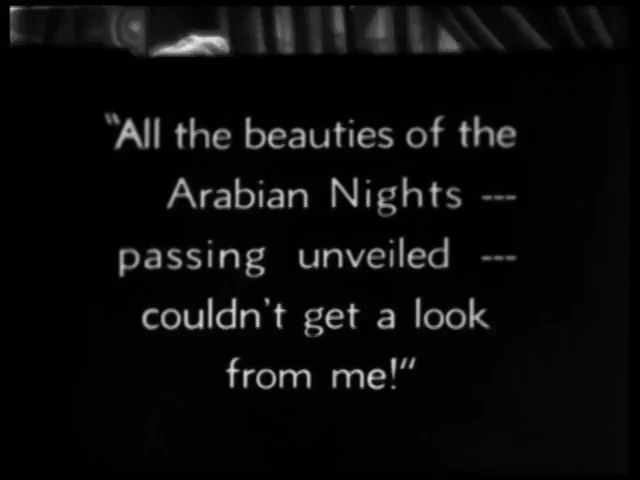 "All the beauties of the
Arabian Nights ---
passing unveiled ---
couldn't get a look
from me!"